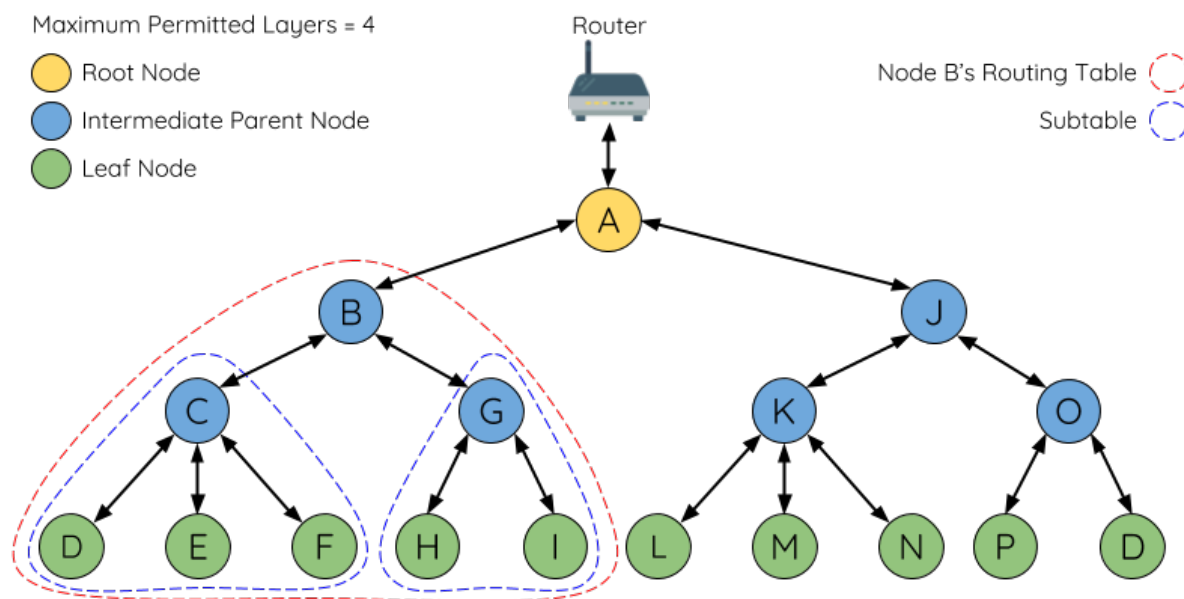 Maximum Permitted Layers = 4
Router
Root Node
Node B's Routing Table
Intermediate Parent Node
Subtable
Leaf Node
A
B
J
C
G
K
O
D
E
F
H
I
L
M
N
P
D